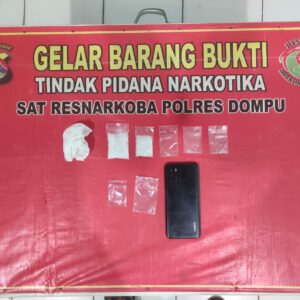 GELAR BARANG BUKTI
TINDAK PIDANA NARKOTIKA
SAT RESNARKOBA POLRES DOMPU